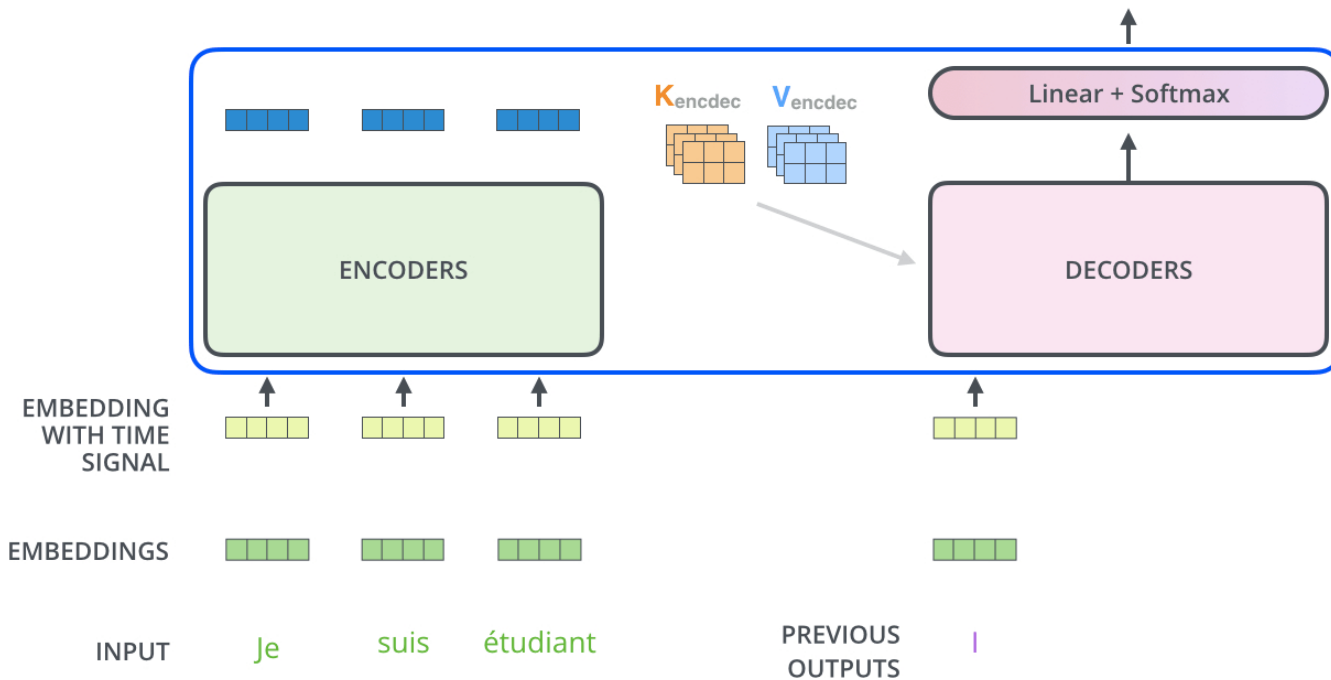 Linear + Softmax
Kencdec Vencdec
ENCODERS
DECODERS
EMBEDDING
WITH TIME
SIGNAL
EMBEDDINGS
INPUT
Je suis étudiant
PREVIOUS
OUTPUTS
I